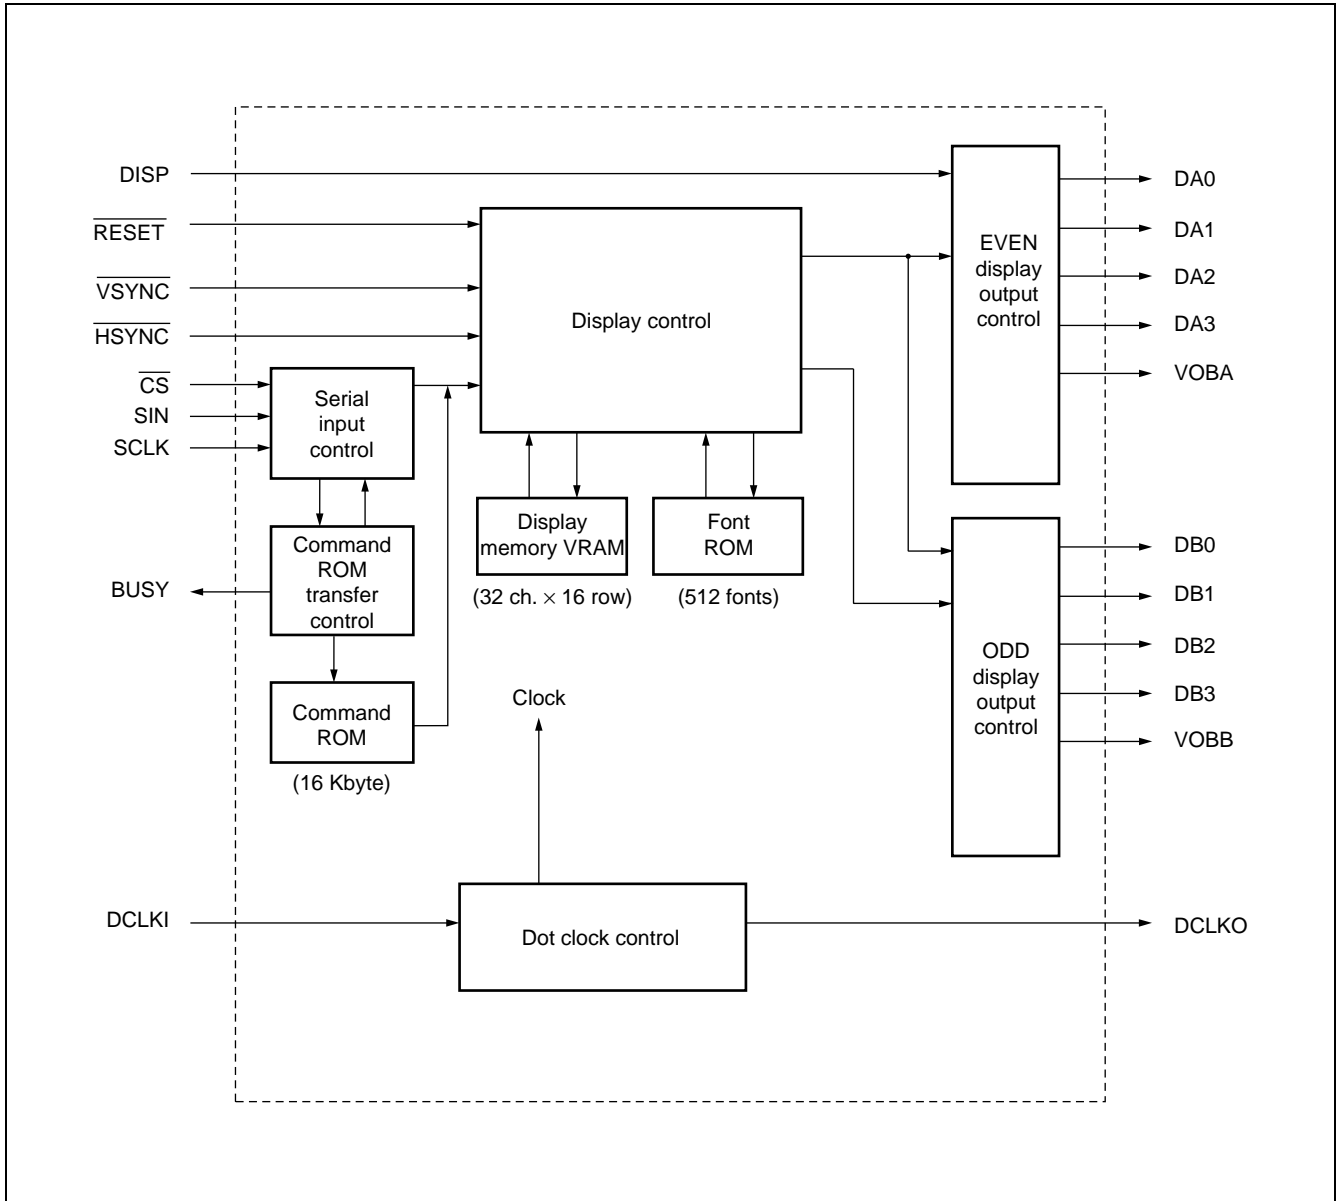 DISP
RESET
VSYNC
HSYNC
CS
SIN
SCLK
BUSY
DCLKI
Serial
input
control
Command
ROM
transfer
control
Command
ROM
(16 Kbyte)
Display control
Display
memory VRAM
(32 ch. × 16 row)
Font
ROM
(512 fonts)
Clock
Dot clock control
EVEN
display
output
control
ODD
display
output
control
DA0
DA1
DA2
DA3
VOBA
DB0
DB1
DB2
DB3
VOBB
DCLKO